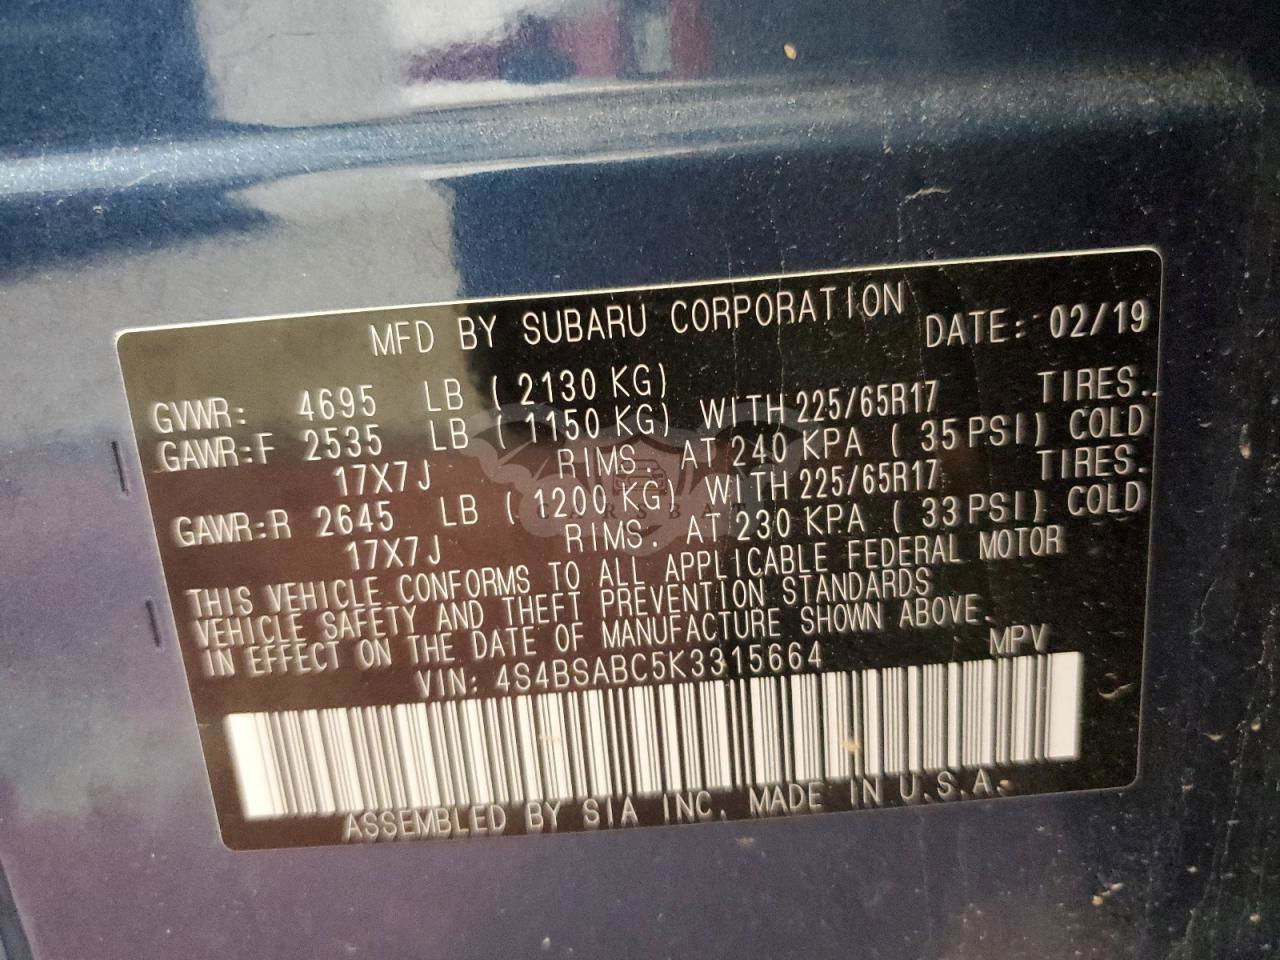 MFD BY SUBARU CORPORATION DATE: 02/19
GVWR: 4695 LB ( 2130 KG)
GAWR:F 2535 LB ( 1150 KG) WITH 225/65R17 TIRES.
17X7J RIMS. AT 240 KPA ( 35 PSI) COLD
GAWR:R 2645 LB ( 1200 KG) WITH 225/65R17 TIRES.
17X7J RIMS. AT 230 KPA ( 33 PSI) COLD
THIS VEHICLE CONFORMS TO ALL APPLICABLE FEDERAL MOTOR
VEHICLE SAFETY AND THEFT PREVENTION STANDARDS
IN EFFECT ON THE DATE OF MANUFACTURE SHOWN ABOVE.
VIN: 4S4BSABC5K3315664 MPV
ASSEMBLED BY SIA INC. MADE IN U.S.A.
CARSBAT